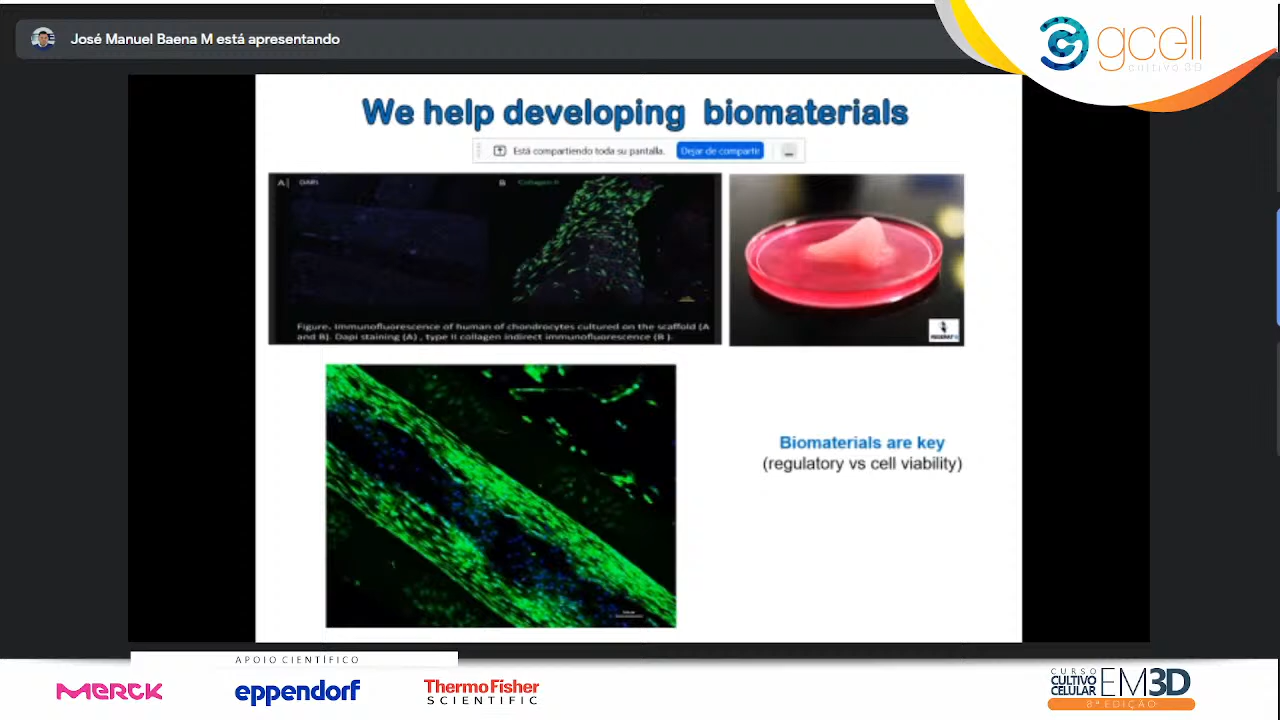 José Manuel Baena M está apresentando
gcell
cultivo 3D
We help developing biomaterials
Está compartiendo toda su pantalla.
Dejar de compartir
A DAPI
B Collagen II
Figure. Immunofluorescence of human of chondrocytes cultured on the scaffold (A
and B). Dapi staining (A) , type II collagen indirect immunofluorescence (B ).
Biomaterials are key
(regulatory vs cell viability)
APOIO CIENTÍFICO
MERCK
eppendorf
ThermoFisher
SCIENTIFIC
CURSO
CULTIVO
CELULAR
EM3D
8ª EDIÇÃO